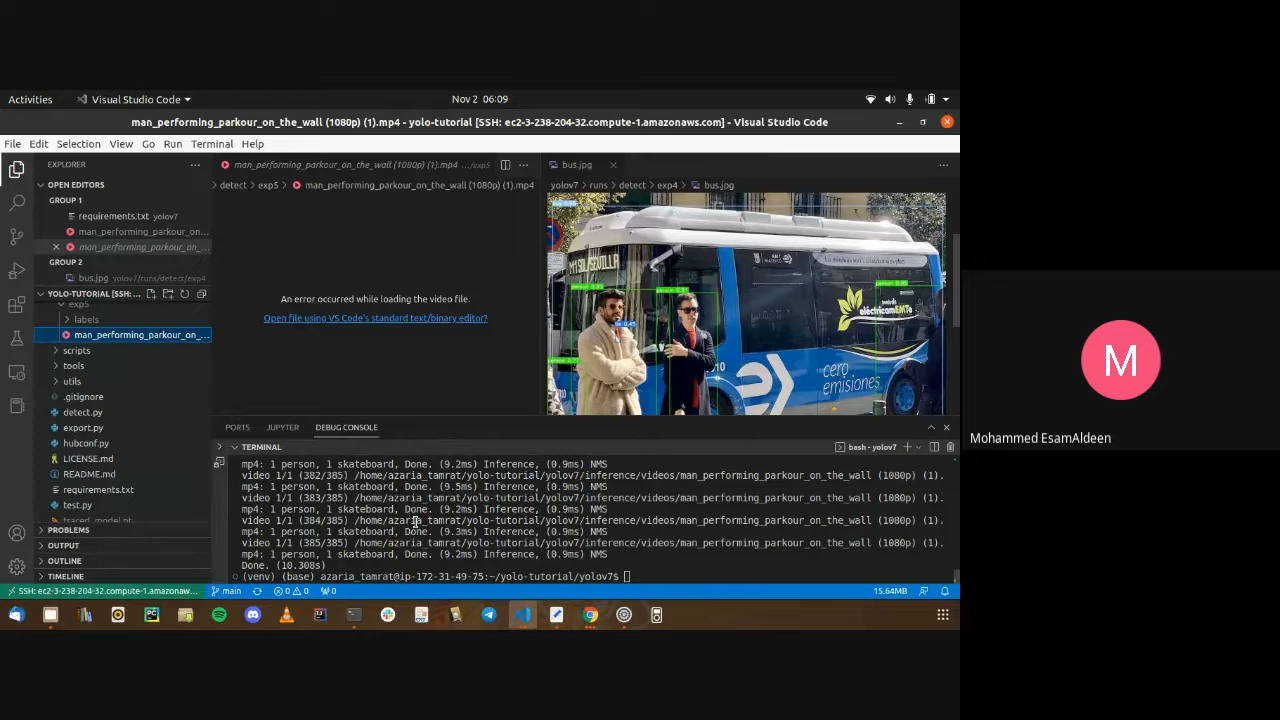 Activities
Visual Studio Code
Nov 2 06:09
man_performing_parkour_on_the_wall (1080p) (1).mp4 - yolo-tutorial [SSH: ec2-3-238-204-32.compute-1.amazonaws.com] - Visual Studio Code
File Edit Selection View Go Run Terminal Help
EXPLORER
man_performing_parkour_on_the_wall (1080p) (1).mp4 .../exp5
bus.jpg
OPEN EDITORS
detect > exp5 > man_performing_parkour_on_the_wall (1080p) (1).mp4
yolov7 > runs > detect > exp4 > bus.jpg
GROUP 1
requirements.txt yolov7
man_performing_parkour_on...
man_performing_parkour_on_...
GROUP 2
bus.jpg yolov7/runs/detect/exp4
YOLO-TUTORIAL [SSH:...
exp5
labels
man_performing_parkour_on_...
scripts
tools
utils
.gitignore
detect.py
export.py
hubconf.py
LICENSE.md
README.md
requirements.txt
test.py
traced_model.pt
PROBLEMS
OUTPUT
OUTLINE
TIMELINE
An error occurred while loading the video file.
Open file using VS Code's standard text/binary editor?
eléctricamEMTe
cero
emisiones
PORTS JUPYTER DEBUG CONSOLE
TERMINAL
bash - yolov7
mp4: 1 person, 1 skateboard, Done. (9.2ms) Inference, (0.9ms) NMS
video 1/1 (382/385) /home/azaria_tamrat/yolo-tutorial/yolov7/inference/videos/man_performing_parkour_on_the_wall (1080p) (1).
mp4: 1 person, 1 skateboard, Done. (9.5ms) Inference, (0.9ms) NMS
video 1/1 (383/385) /home/azaria_tamrat/yolo-tutorial/yolov7/inference/videos/man_performing_parkour_on_the_wall (1080p) (1).
mp4: 1 person, 1 skateboard, Done. (9.2ms) Inference, (0.9ms) NMS
video 1/1 (384/385) /home/azaria_tamrat/yolo-tutorial/yolov7/inference/videos/man_performing_parkour_on_the_wall (1080p) (1).
mp4: 1 person, 1 skateboard, Done. (9.3ms) Inference, (0.9ms) NMS
video 1/1 (385/385) /home/azaria_tamrat/yolo-tutorial/yolov7/inference/videos/man_performing_parkour_on_the_wall (1080p) (1).
mp4: 1 person, 1 skateboard, Done. (9.2ms) Inference, (0.9ms) NMS
Done. (10.308s)
(venv) (base) azaria_tamrat@ip-172-31-49-75:~/yolo-tutorial/yolov7$
SSH: ec2-3-238-204-32.compute-1.amazonaw...
main
0 0
0
15.64MB
M
Mohammed EsamAldeen